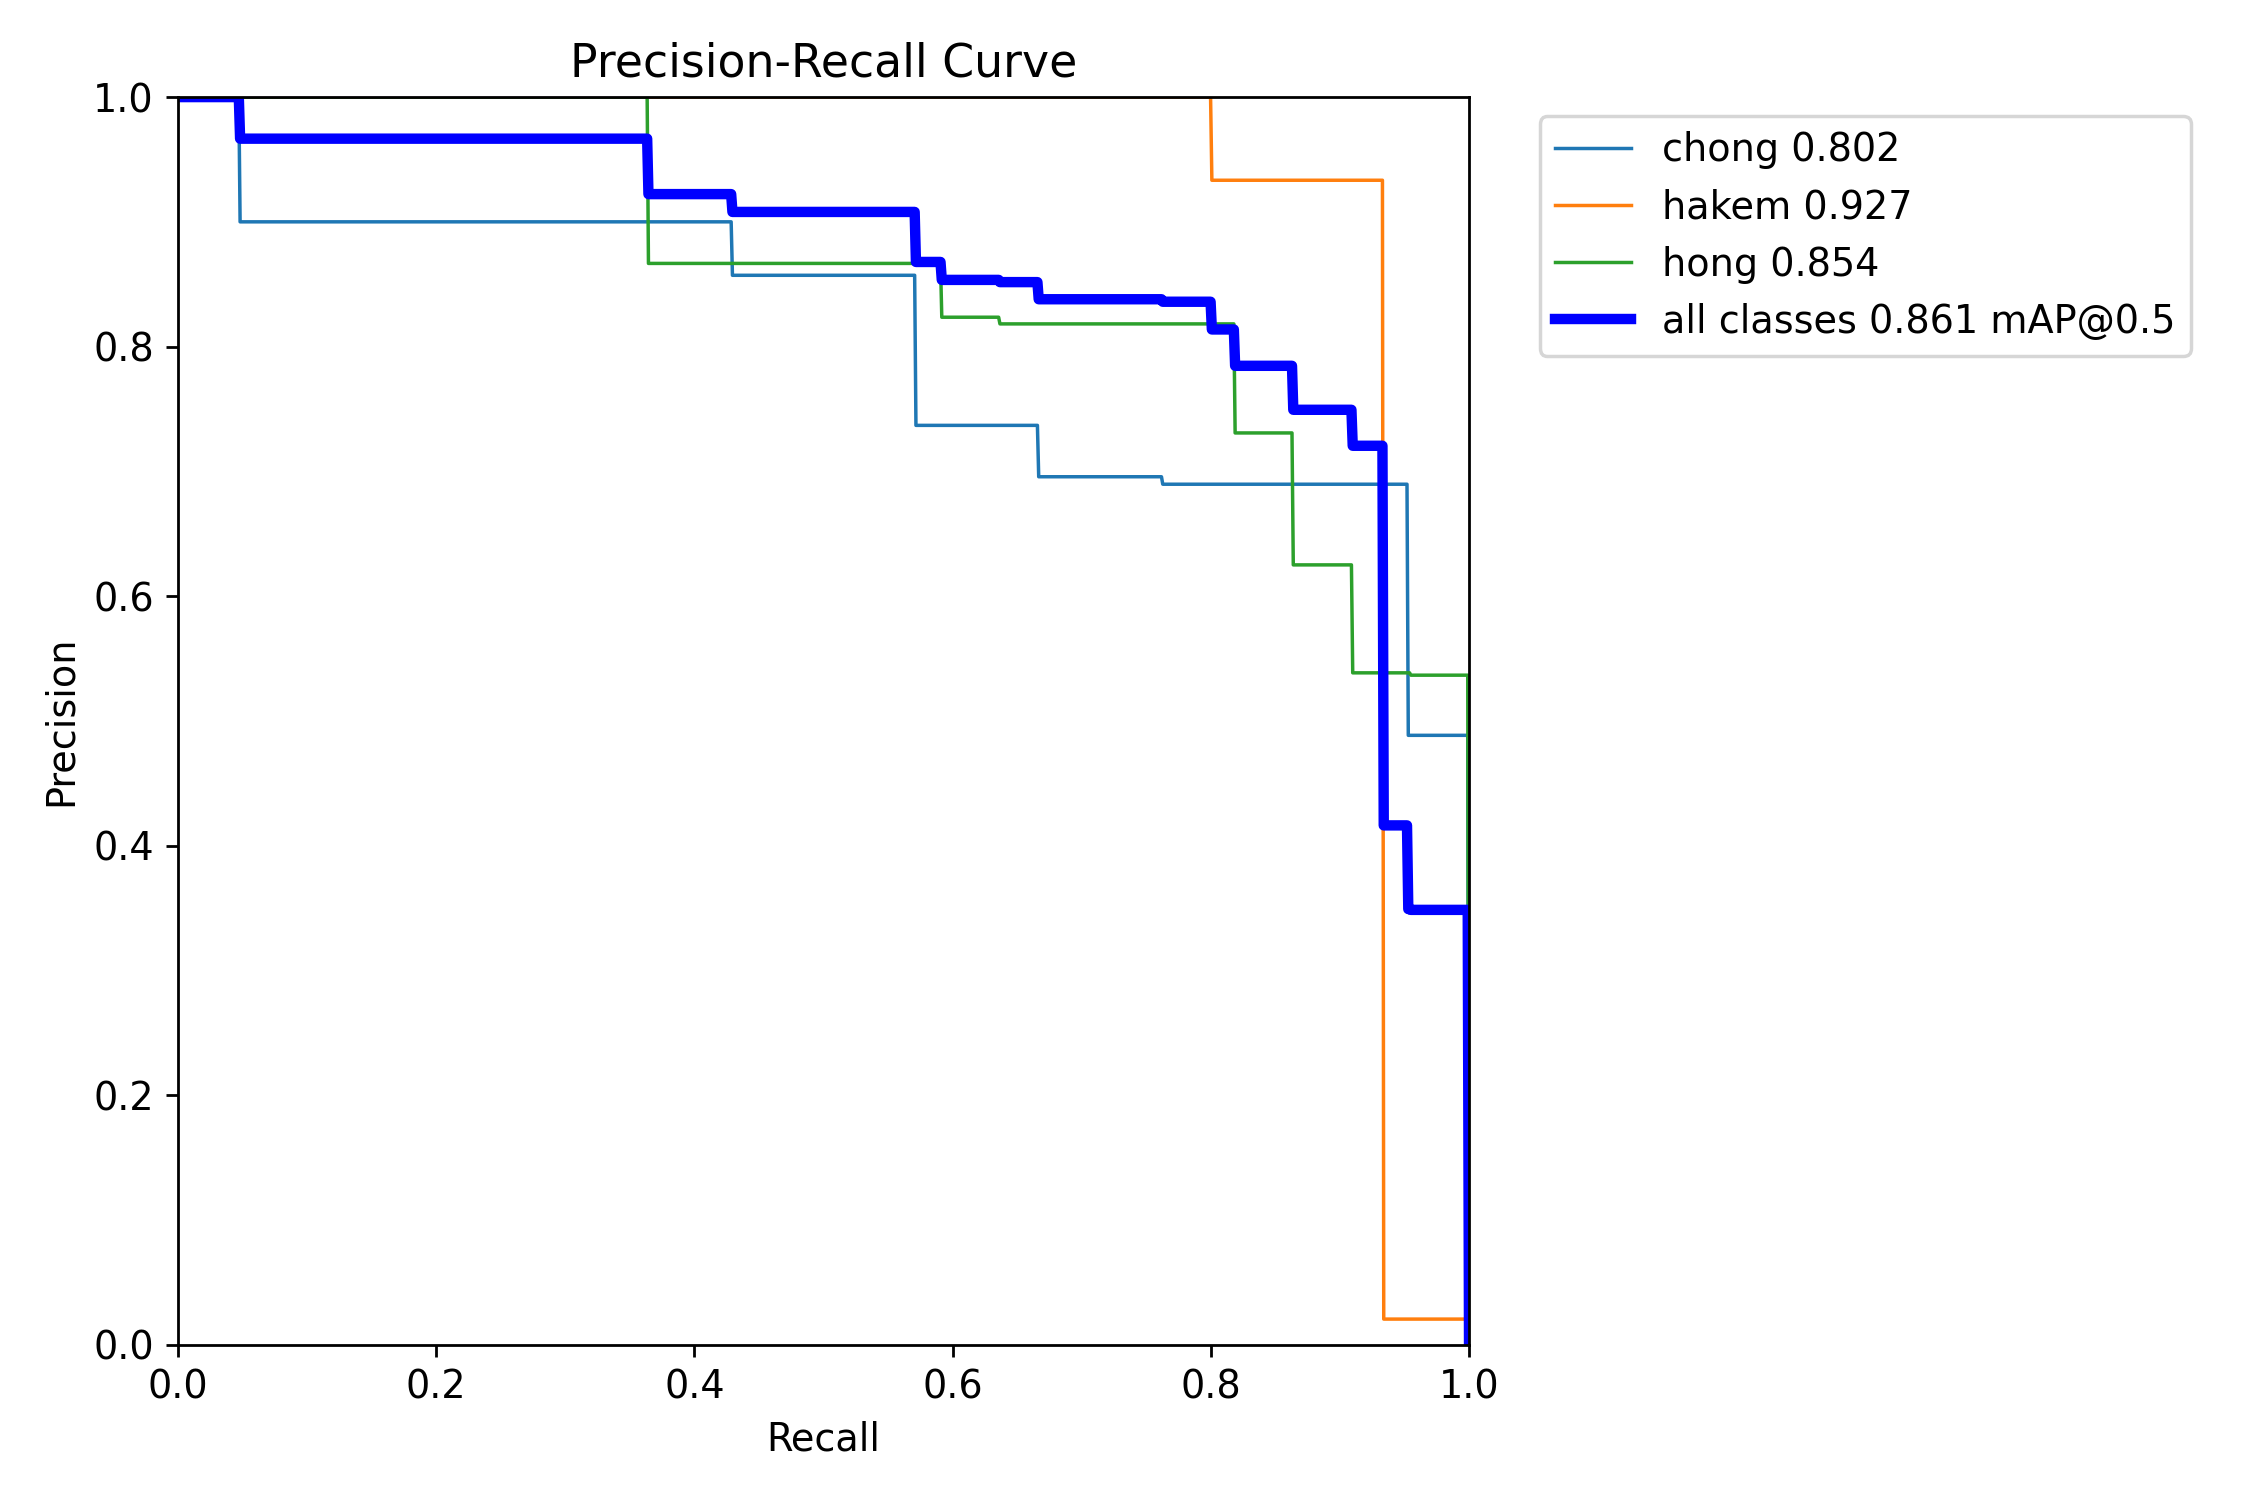 Precision-Recall Curve
1.0
0.8
0.6
0.4
0.2
0.0
Precision
0.0 0.2 0.4 0.6 0.8 1.0
Recall
chong 0.802
hakem 0.927
hong 0.854
all classes 0.861 mAP@0.5